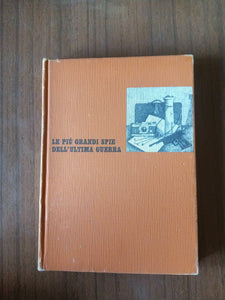 LE PIÙ GRANDI SPIE
DELL'ULTIMA GUERRA